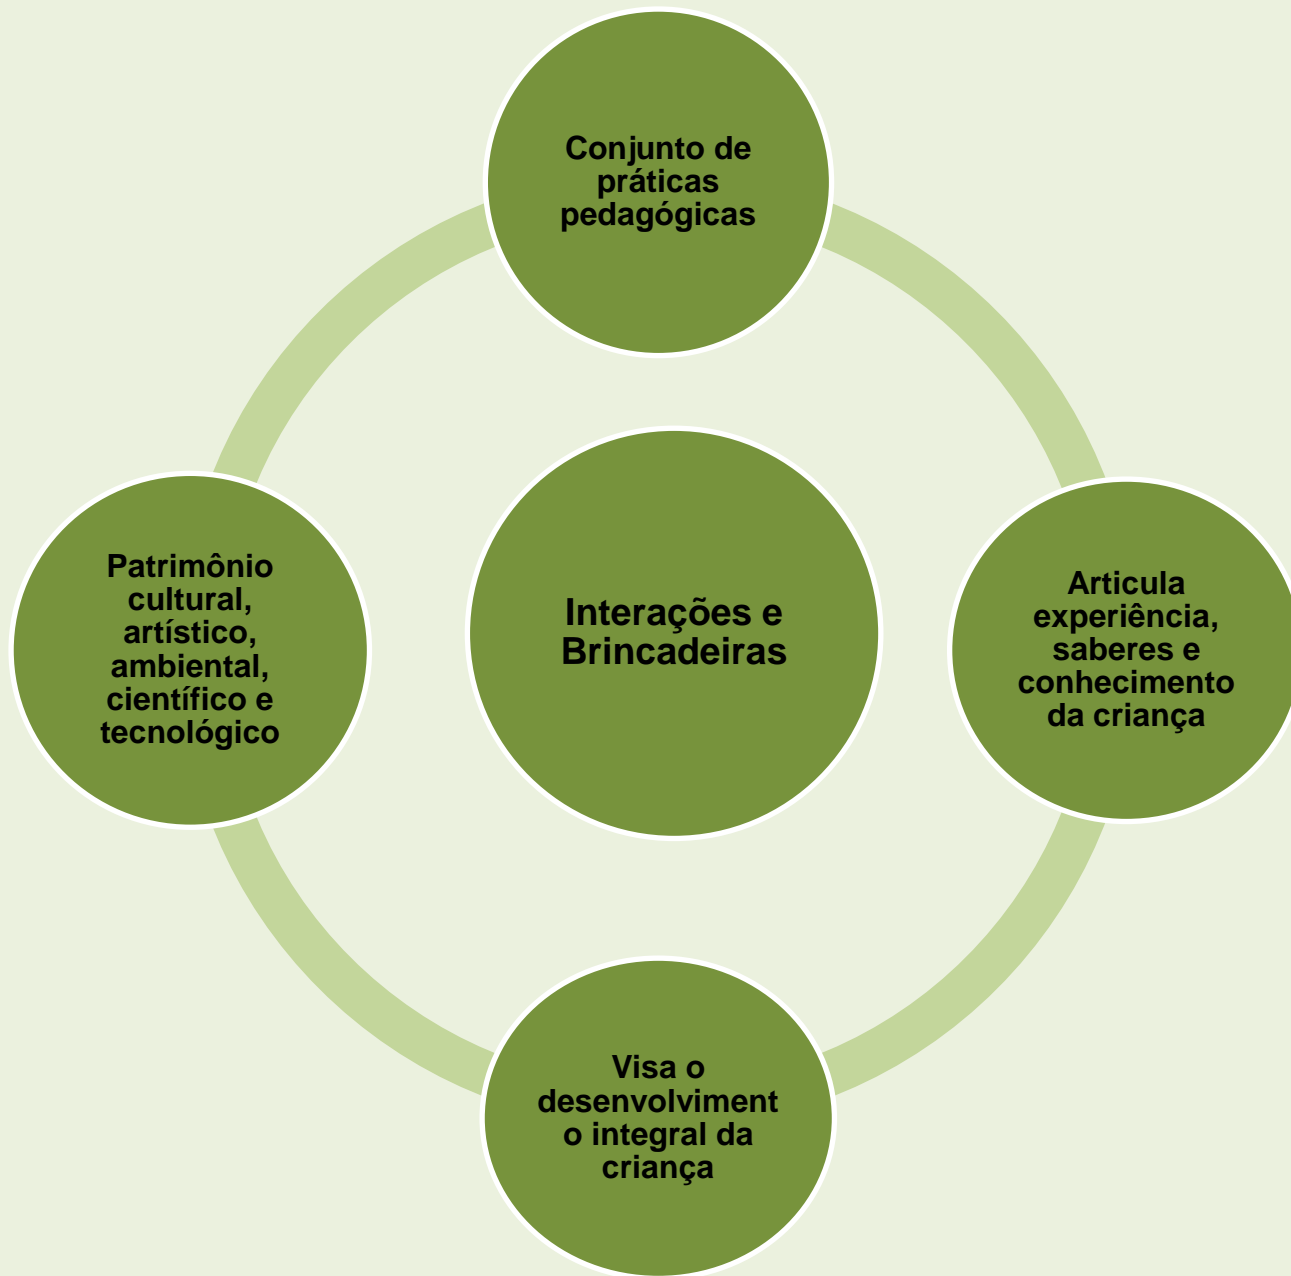 Conjunto de
práticas
pedagógicas
Patrimônio
cultural,
artístico,
ambiental,
científico e
tecnológico
Interações e
Brincadeiras
Articula
experiência,
saberes e
conhecimento
da criança
Visa o
desenvolviment
o integral da
criança